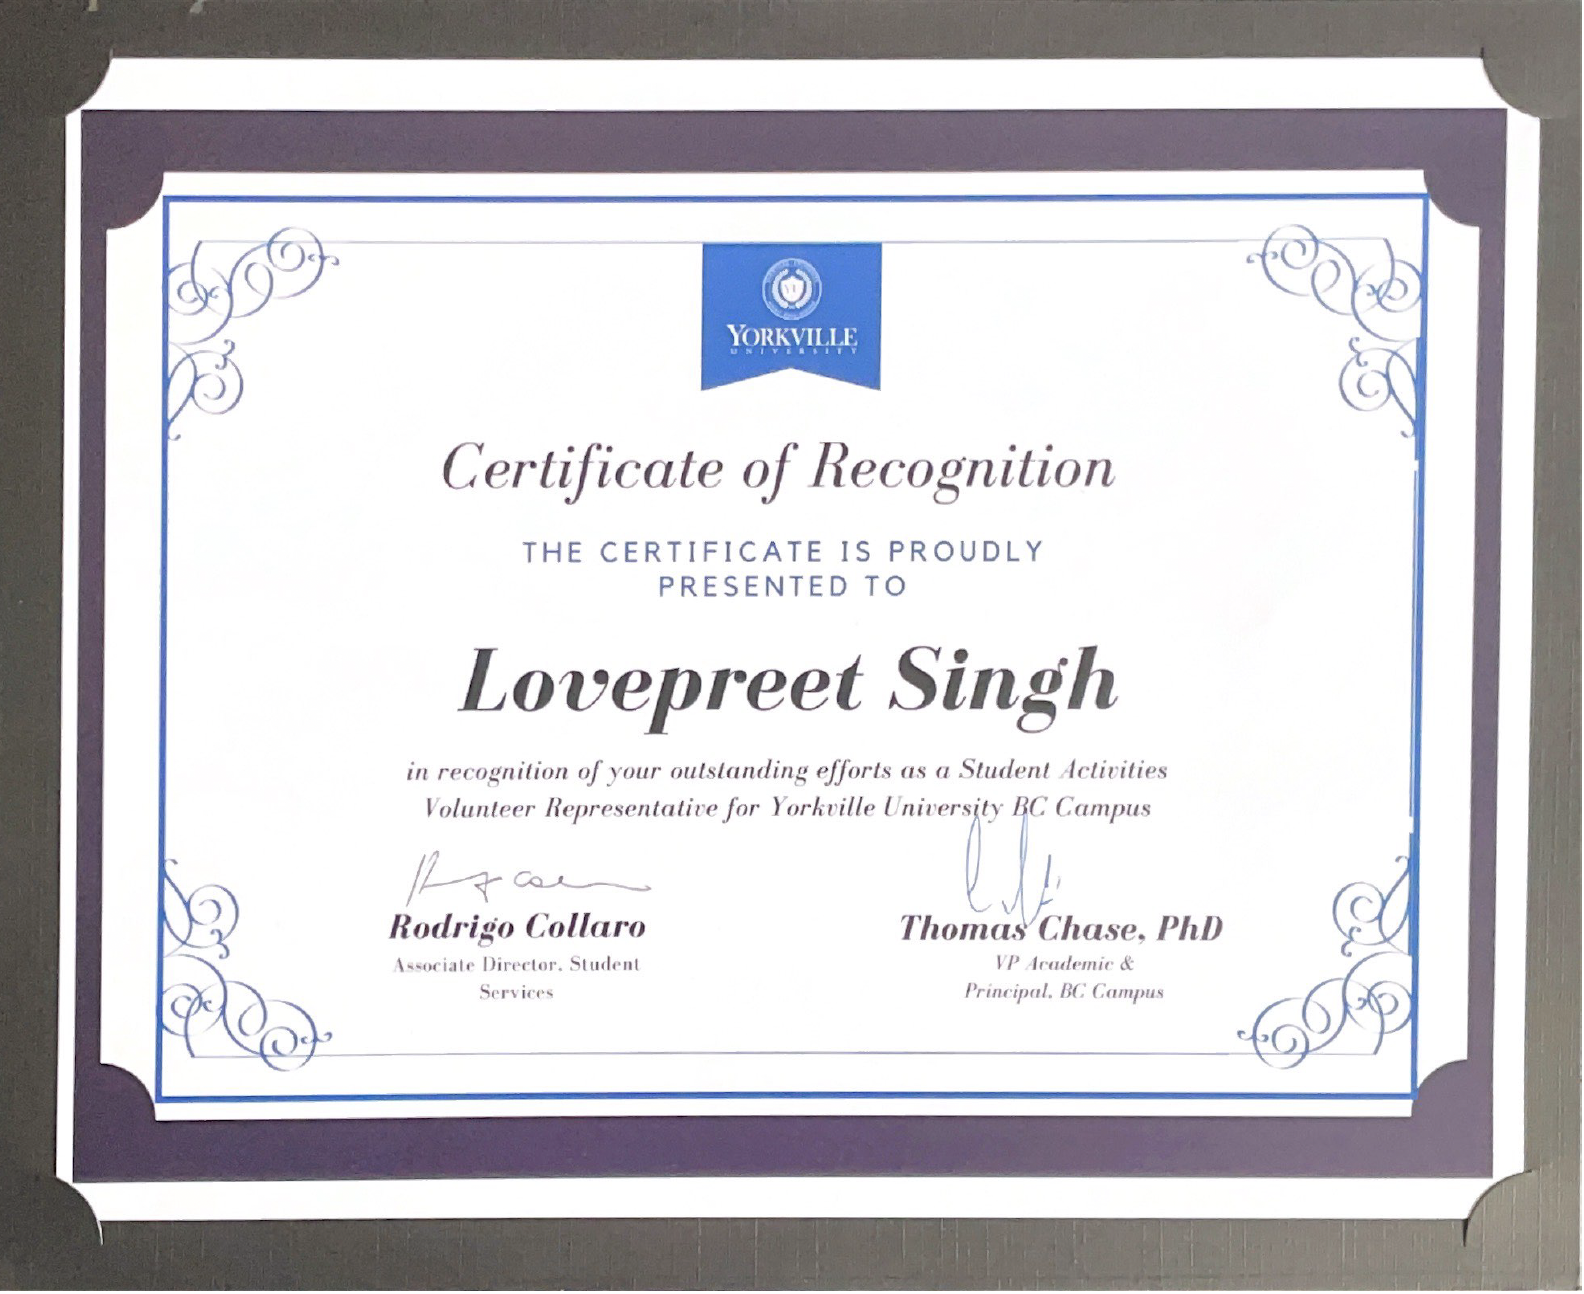 YORKVILLE
UNIVERSITY
Certificate of Recognition
THE CERTIFICATE IS PROUDLY
PRESENTED TO
Lovepreet Singh
in recognition of your outstanding efforts as a Student Activities
Volunteer Representative for Yorkville University BC Campus
Rodrigo Collaro
Associate Director, Student
Services
Thomas Chase, PhD
VP Academic &
Principal, BC Campus